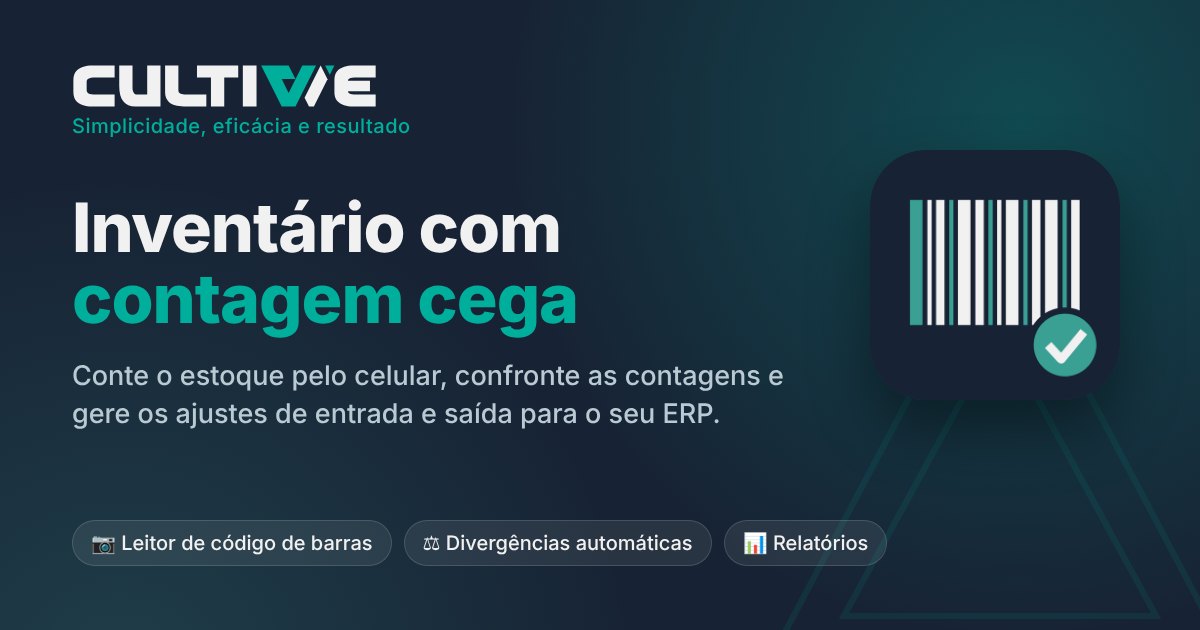 CULTIVE
Simplicidade, eficácia e resultado
Inventário com
contagem cega
Conte o estoque pelo celular, confronte as contagens e
gere os ajustes de entrada e saída para o seu ERP.
📷 Leitor de código de barras
⚖ Divergências automáticas
📊 Relatórios